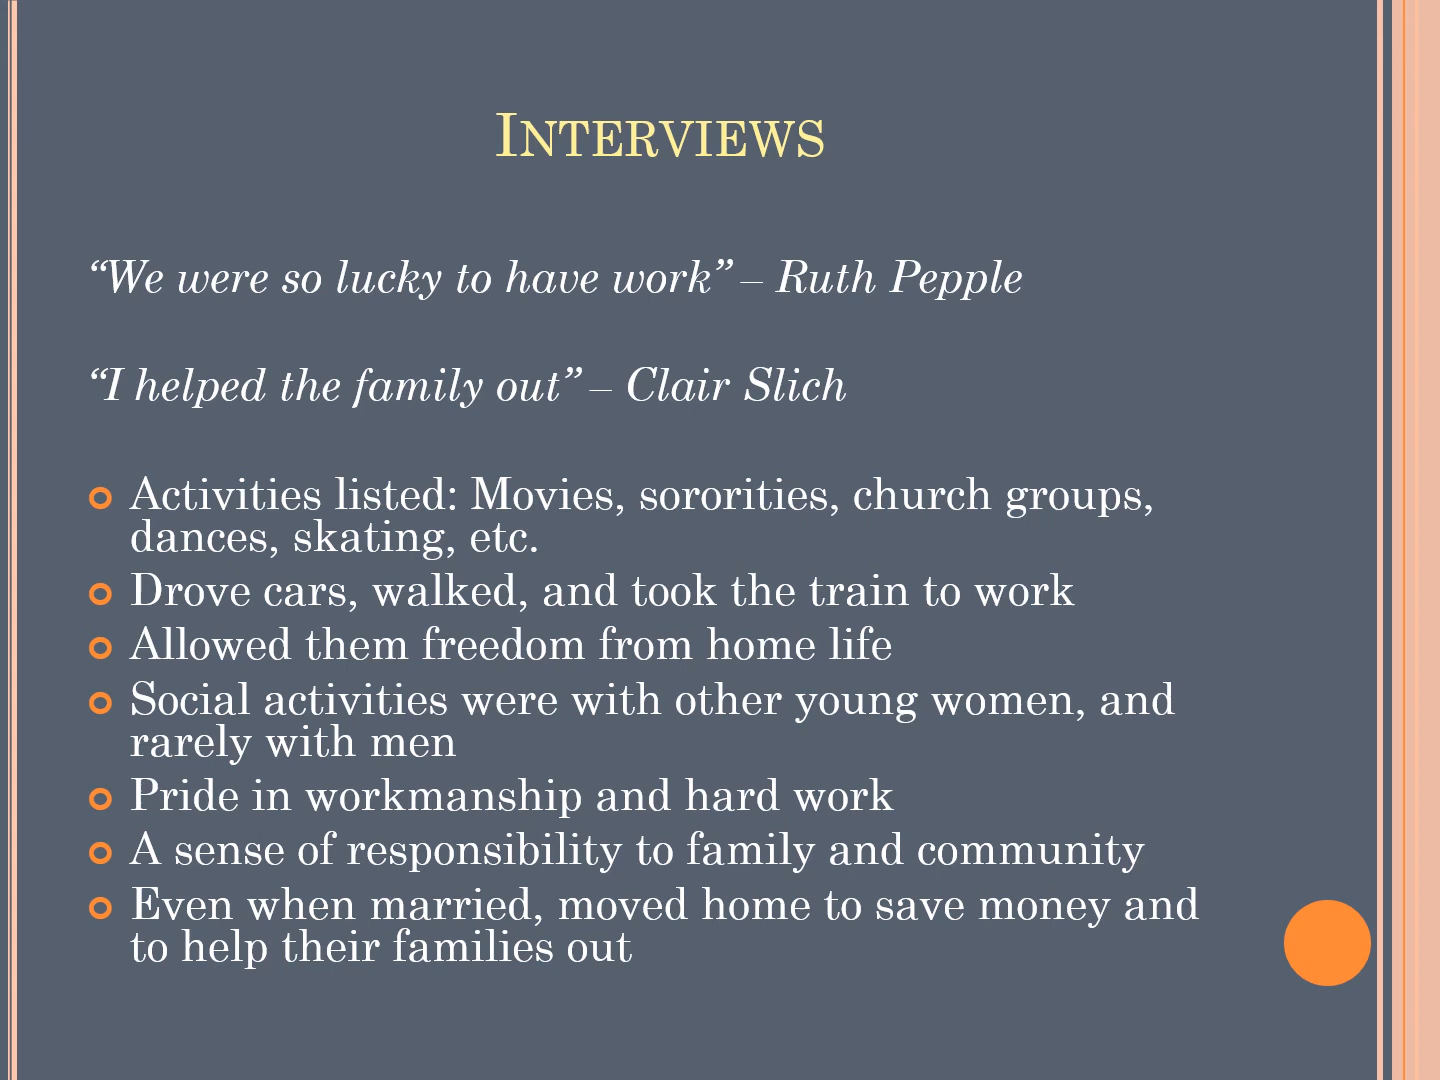 Interviews
“We were so lucky to have work” – Ruth Pepple
“I helped the family out” – Clair Slich
Activities listed: Movies, sororities, church groups,
dances, skating, etc.
Drove cars, walked, and took the train to work
Allowed them freedom from home life
Social activities were with other young women, and
rarely with men
Pride in workmanship and hard work
A sense of responsibility to family and community
Even when married, moved home to save money and
to help their families out